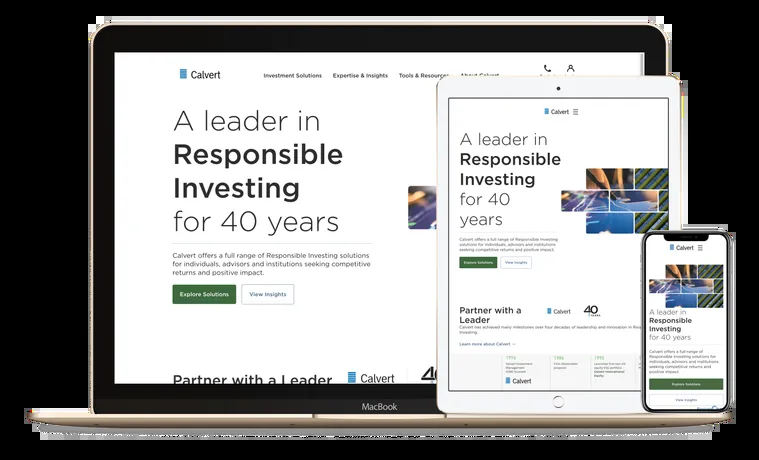 Calvert
Investment Solutions Expertise & Insights Tools & Resources About Calvert
A leader in
Responsible
Investing
for 40 years
Calvert offers a full range of Responsible Investing solutions
for individuals, advisors and institutions seeking competitive
returns and positive impact.
Explore Solutions View Insights
Partner with a Leader Calvert 40
MacBook
Calvert
A leader in
Responsible
Investing
for 40
years
Calvert offers a full range of Responsible Investing
solutions for individuals, advisors and institutions
seeking competitive returns and positive impact.
Explore Solutions View Insights
Partner with a
Leader
Calvert 40 YEARS
Calvert has achieved many milestones over four decades of leadership and innovation in Res
Investing.
Learn more about Calvert
Calvert
Calvert
A leader in
Responsible
Investing
for 40 years
Calvert offers a full range of
Responsible Investing solutions for
individuals, advisors and institutions
seeking competitive returns and
positive impact.
Explore Solutions
View Insights